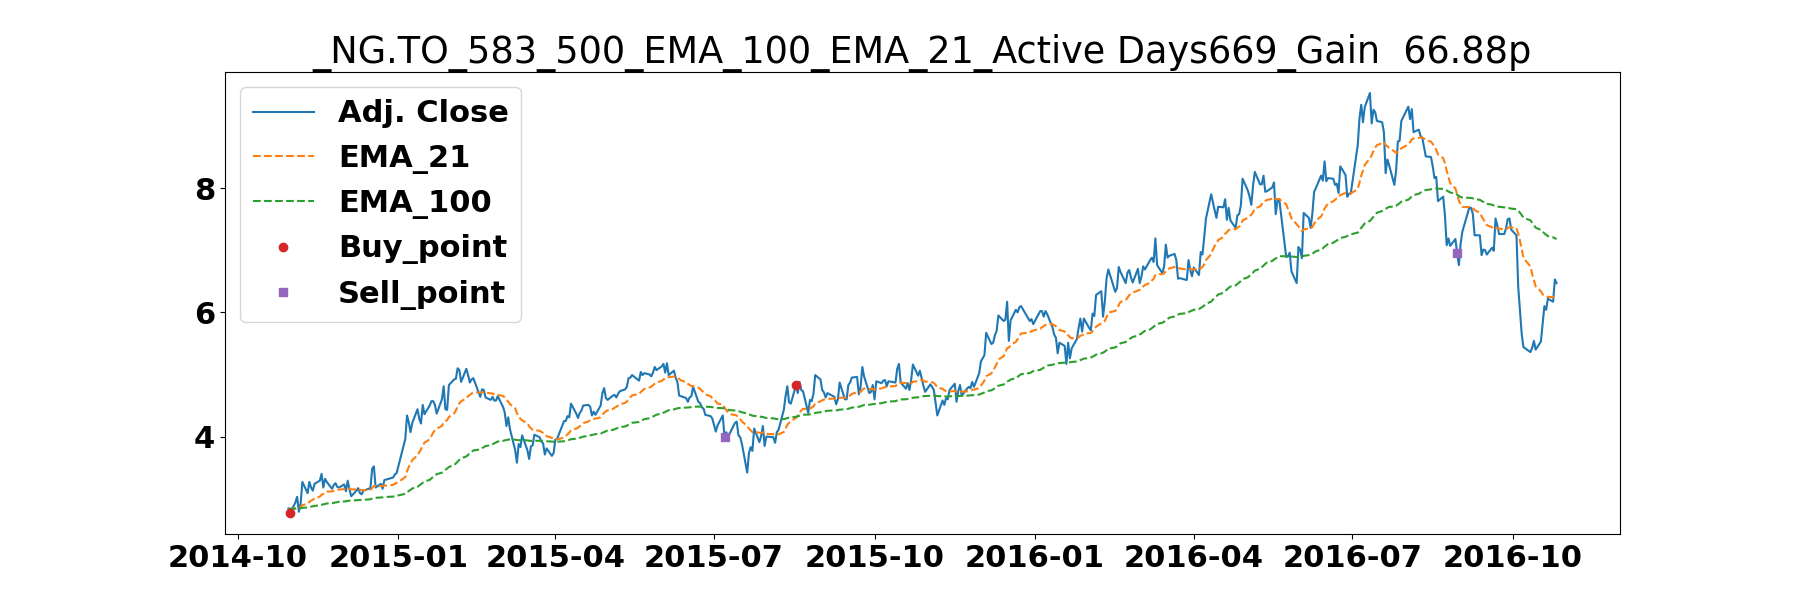 _NG.TO_583_500_EMA_100_EMA_21_Active Days669_Gain  66.88p
Adj. Close
EMA_21
EMA_100
Buy_point
Sell_point
8
6
4
2014-10 2015-01 2015-04 2015-07 2015-10 2016-01 2016-04 2016-07 2016-10